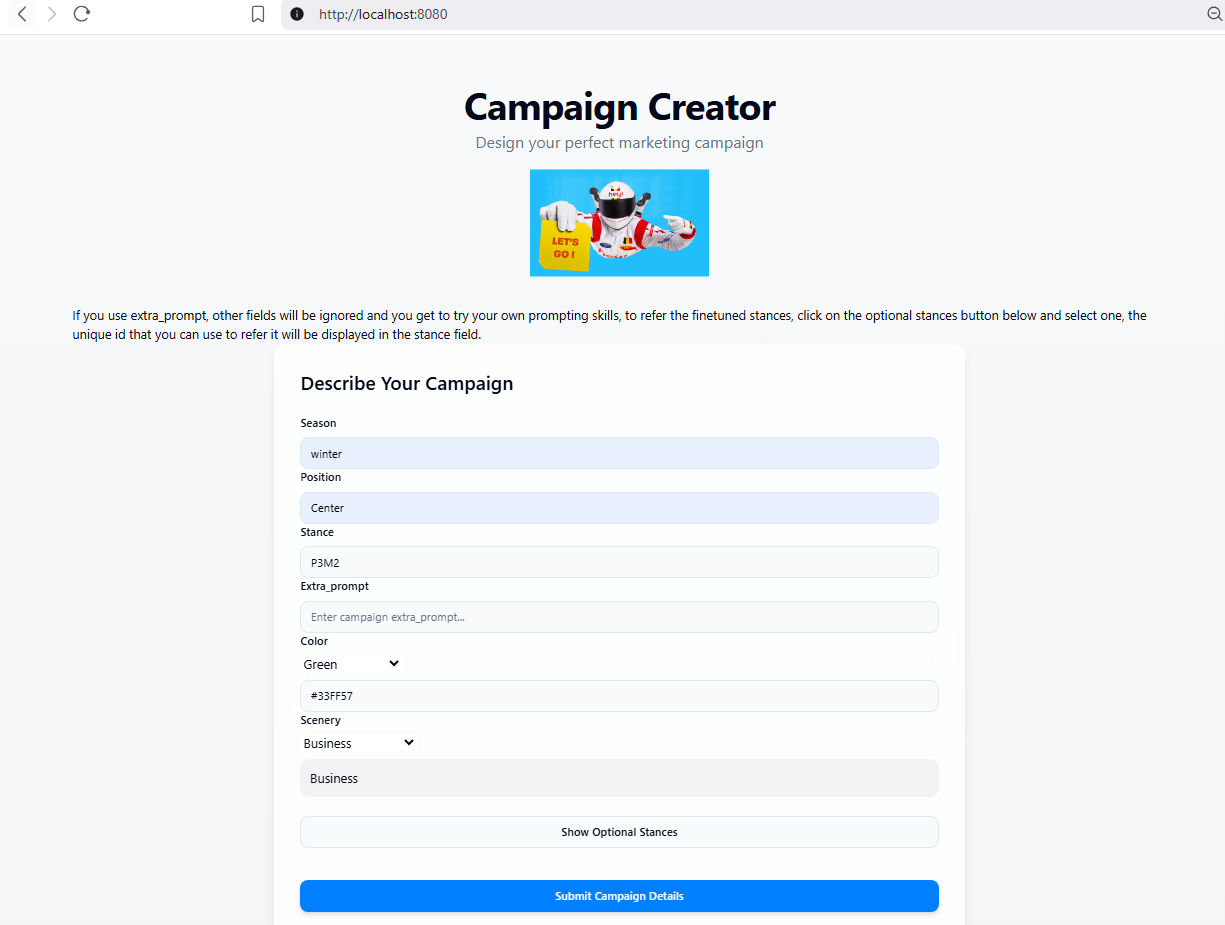 http://localhost:8080
Campaign Creator
Design your perfect marketing campaign
hey!
LET'S
GO !
If you use extra_prompt, other fields will be ignored and you get to try your own prompting skills, to refer the finetuned stances, click on the optional stances button below and select one, the
unique id that you can use to refer it will be displayed in the stance field.
Describe Your Campaign
Season
winter
Position
Center
Stance
P3M2
Extra_prompt
Enter campaign extra_prompt...
Color
Green
#33FF57
Scenery
Business
Business
Show Optional Stances
Submit Campaign Details